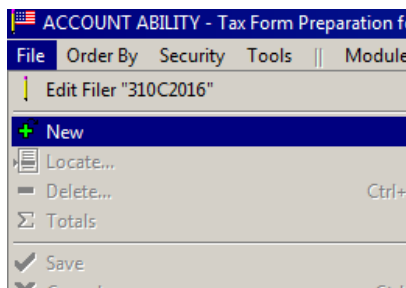 ACCOUNT ABILITY - Tax Form Preparation f
File Order By Security Tools || Module
Edit Filer "310C2016"
New
Locate...
Delete... Ctrl+
Σ Totals
Save